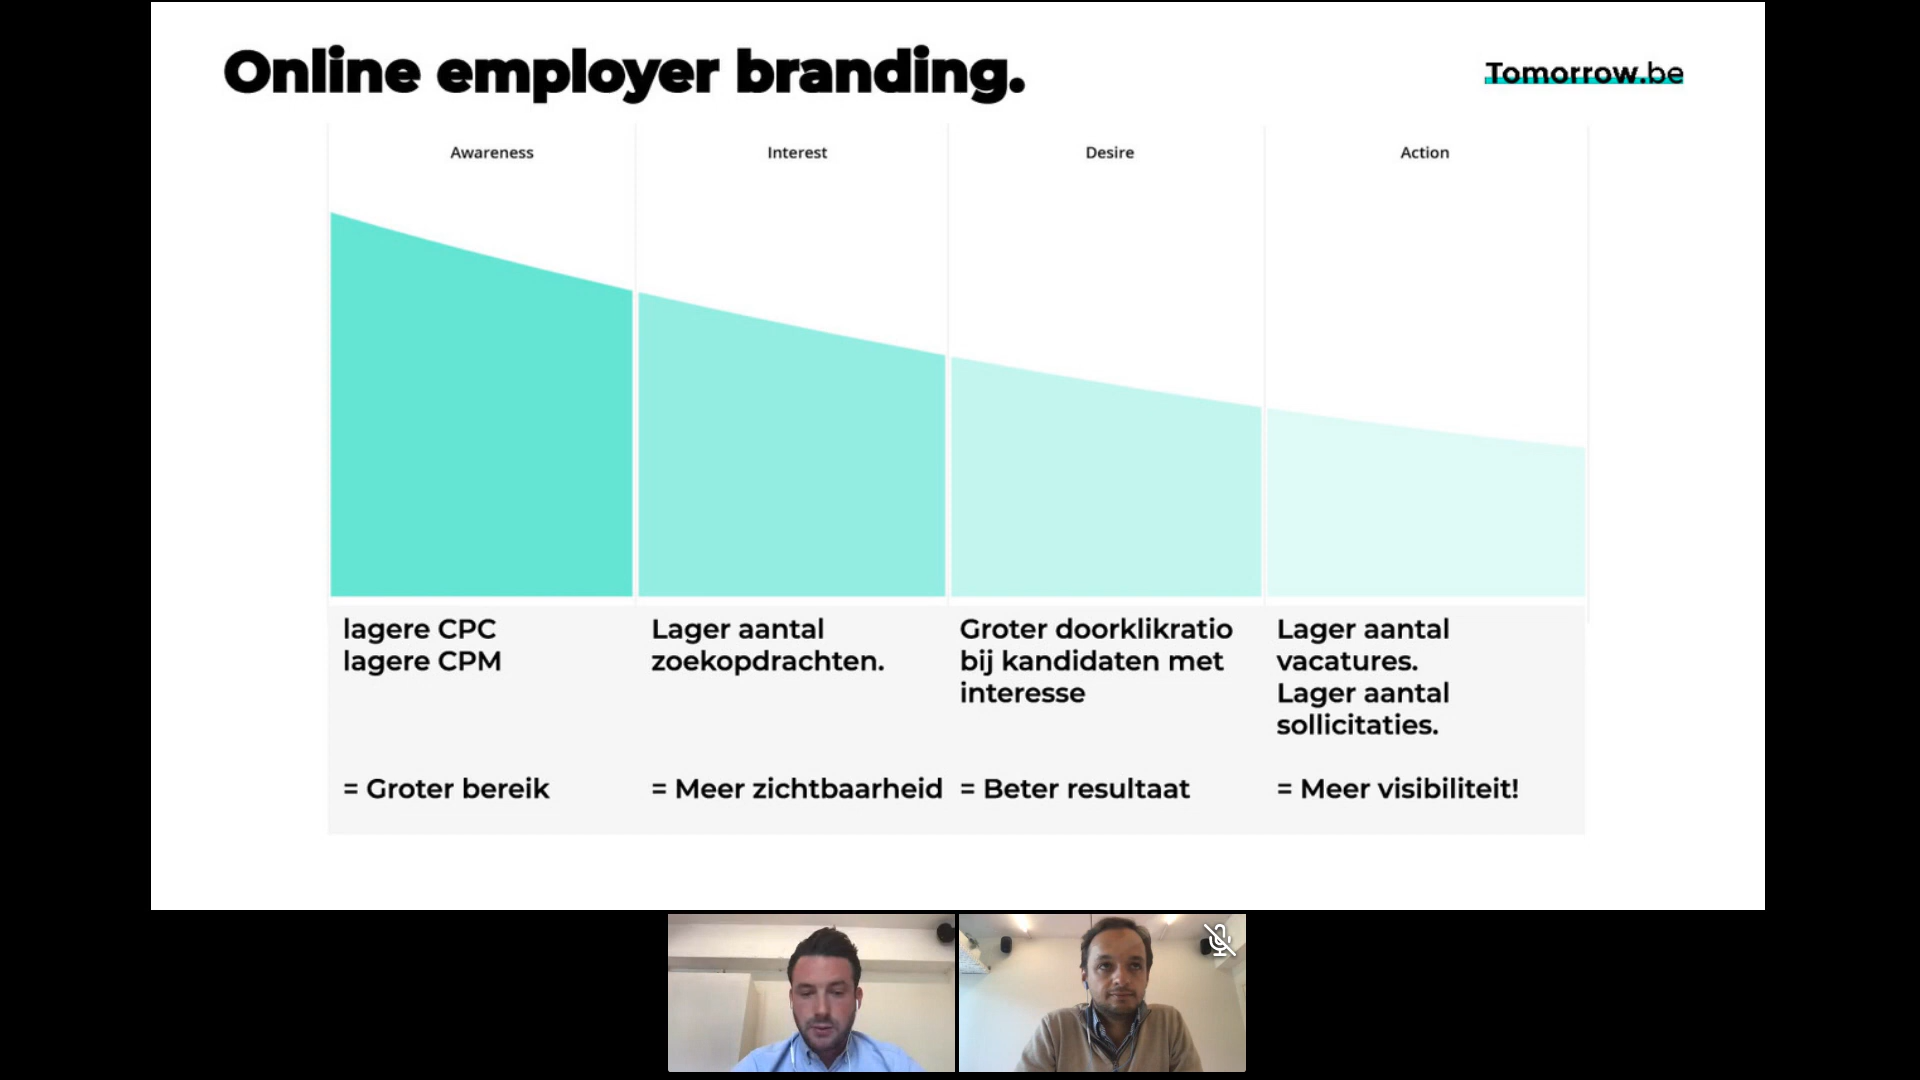 Online employer branding.
Tomorrow.be
Awareness
Interest
Desire
Action
lagere CPC
lagere CPM
= Groter bereik
Lager aantal
zoekopdrachten.
= Meer zichtbaarheid
Groter doorklikratio
bij kandidaten met
interesse
= Beter resultaat
Lager aantal
vacatures.
Lager aantal
sollicitaties.
= Meer visibiliteit!